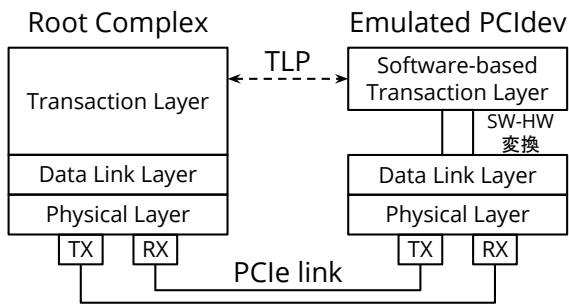 Root Complex
Emulated PCIdev
TLP
Transaction Layer
Software-based
Transaction Layer
SW-HW
変換
Data Link Layer
Data Link Layer
Physical Layer
Physical Layer
TX
RX
TX
RX
PCIe link